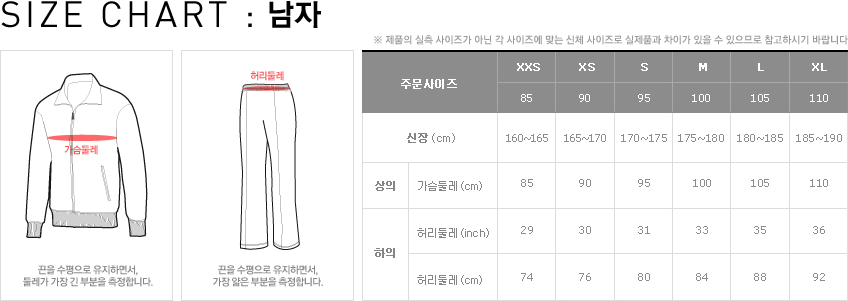 SIZE CHART : 남자
※ 제품의 실측 사이즈가 아닌 각 사이즈에 맞는 신체 사이즈로 실제품과 차이가 있을 수 있으므로 참고하시기 바랍니다
가슴둘레
끈을 수평으로 유지하면서,
둘레가 가장 긴 부분을 측정합니다.
허리둘레
끈을 수평으로 유지하면서,
가장 얇은 부분을 측정합니다.
주문사이즈 XXS XS S M L XL
85 90 95 100 105 110
신장 (cm) 160~165 165~170 170~175 175~180 180~185 185~190
상의 가슴둘레 (cm) 85 90 95 100 105 110
하의 허리둘레 (inch) 29 30 31 33 35 36
허리둘레 (cm) 74 76 80 84 88 92